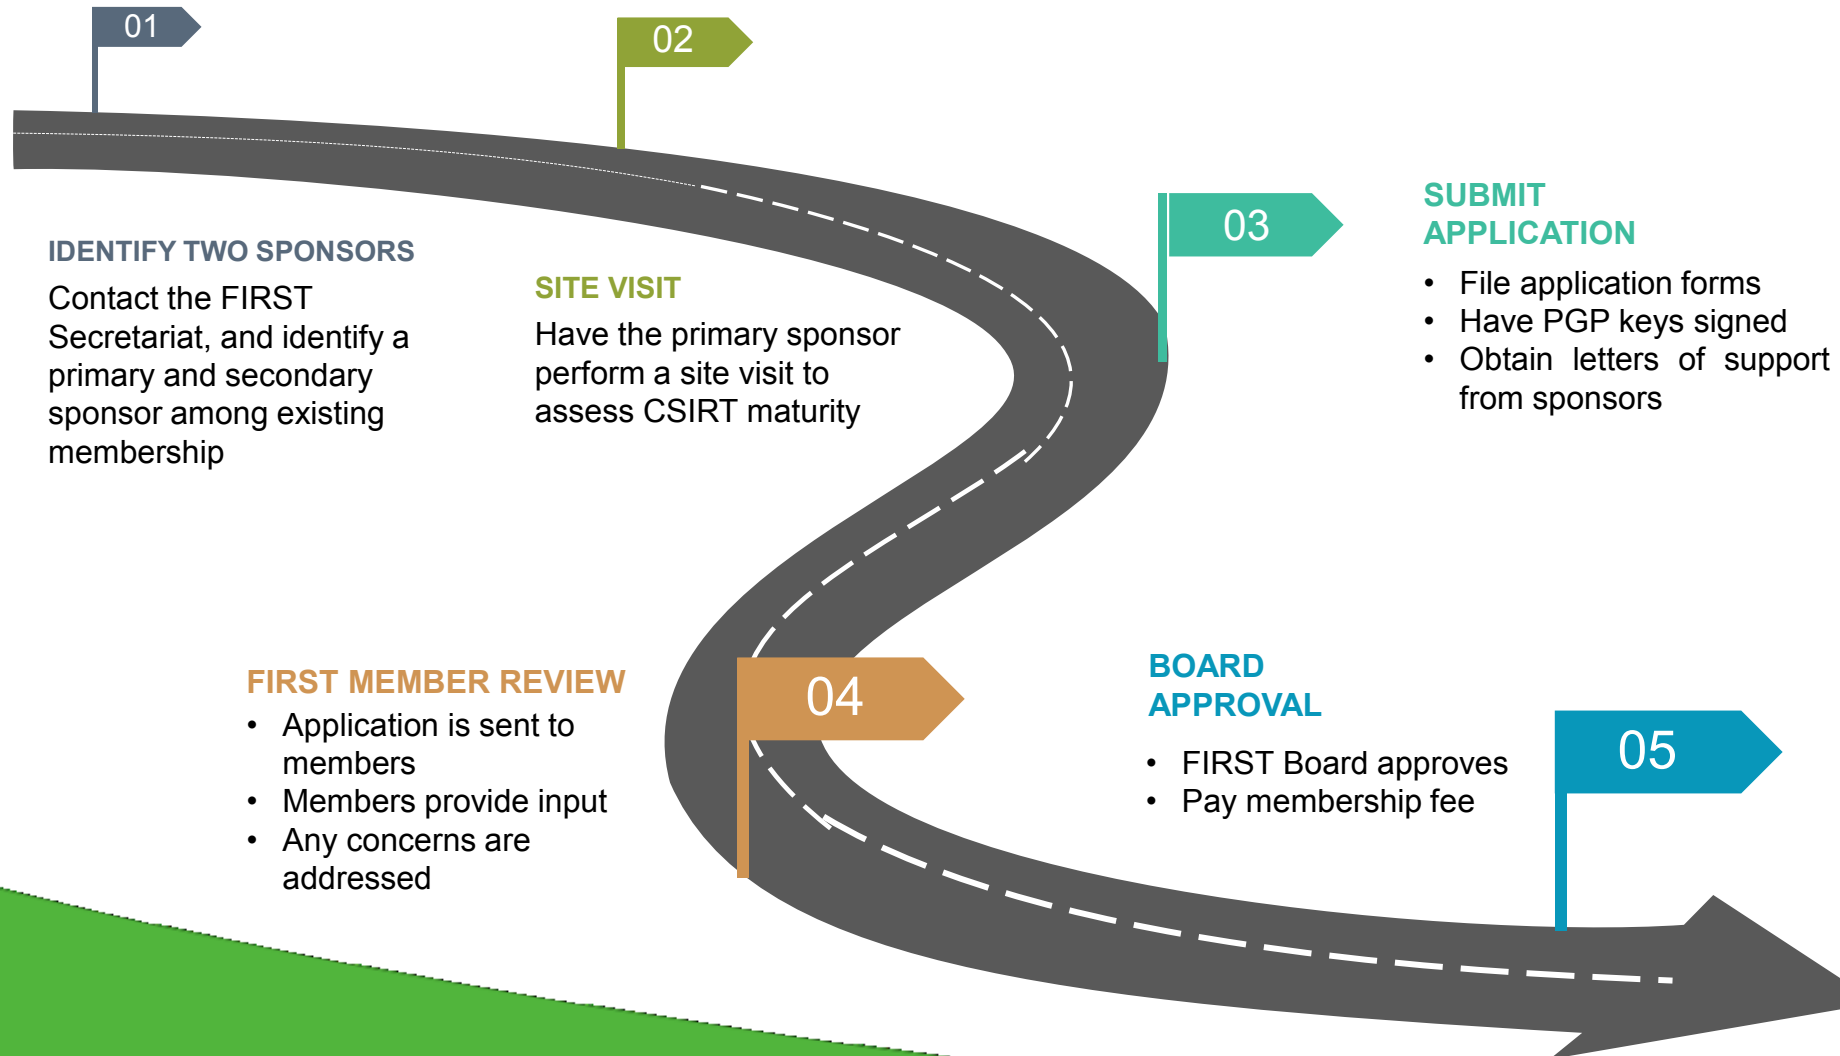 01
IDENTIFY TWO SPONSORS
Contact the FIRST
Secretariat, and identify a
primary and secondary
sponsor among existing
membership
02
SITE VISIT
Have the primary sponsor
perform a site visit to
assess CSIRT maturity
03
SUBMIT
APPLICATION
• File application forms
• Have PGP keys signed
• Obtain letters of support
from sponsors
04
FIRST MEMBER REVIEW
• Application is sent to
members
• Members provide input
• Any concerns are
addressed
05
BOARD
APPROVAL
• FIRST Board approves
• Pay membership fee